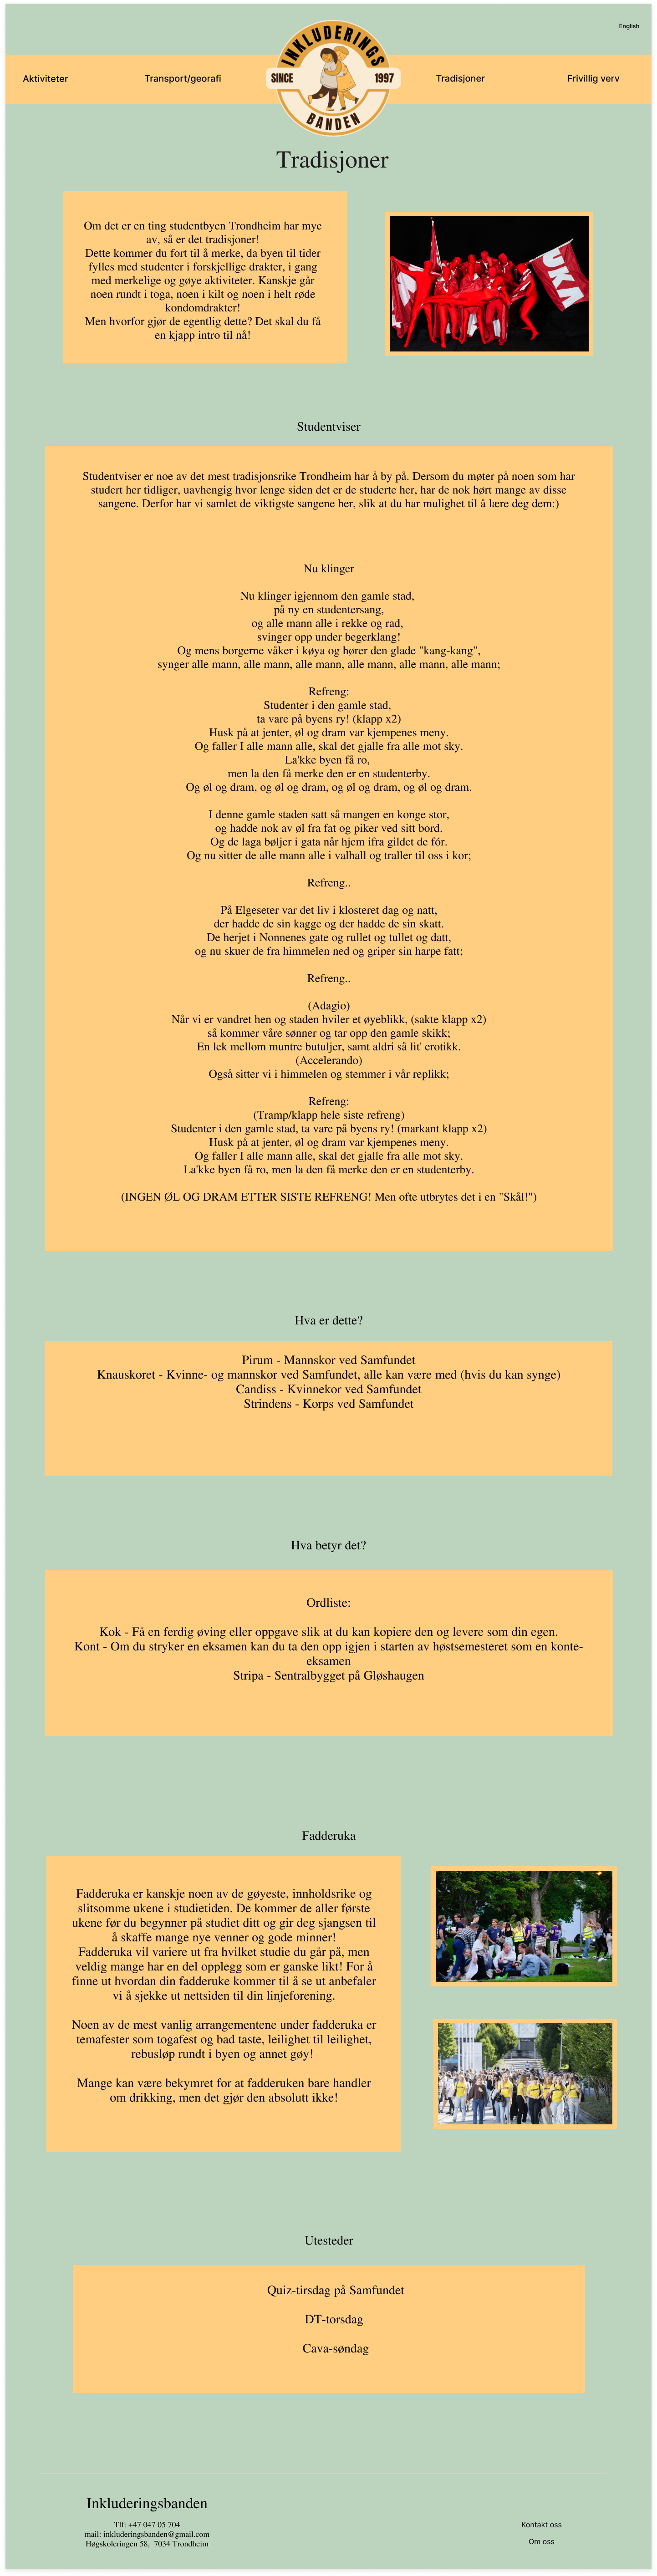 English
Aktiviteter
Transport/georafi
INKLUDERINGS
SINCE 1997
BANDEN
Tradisjoner
Frivillig verv
Tradisjoner
Om det er en ting studentbyen Trondheim har mye
av, så er det tradisjoner!
Dette kommer du fort til å merke, da byen til tider
fylles med studenter i forskjellige drakter, i gang
med merkelige og gøye aktiviteter. Kanskje går
noen rundt i toga, noen i kilt og noen i helt røde
kondomdrakter!
Men hvorfor gjør de egentlig dette? Det skal du få
en kjapp intro til nå!
UKA
Studentviser
Studentviser er noe av det mest tradisjonsrike Trondheim har å by på. Dersom du møter på noen som har
studert her tidliger, uavhengig hvor lenge siden det er de studerte her, har de nok hørt mange av disse
sangene. Derfor har vi samlet de viktigste sangene her, slik at du har mulighet til å lære deg dem:)
Nu klinger
Nu klinger igjennom den gamle stad,
på ny en studentersang,
og alle mann alle i rekke og rad,
svinger opp under begerklang!
Og mens borgerne våker i køya og hører den glade "kang-kang",
synger alle mann, alle mann, alle mann, alle mann, alle mann, alle mann;
Refreng:
Studenter i den gamle stad,
ta vare på byens ry! (klapp x2)
Husk på at jenter, øl og dram var kjempenes meny.
Og faller I alle mann alle, skal det gjalle fra alle mot sky.
La'kke byen få ro,
men la den få merke den er en studenterby.
Og øl og dram, og øl og dram, og øl og dram, og øl og dram.
I denne gamle staden satt så mangen en konge stor,
og hadde nok av øl fra fat og piker ved sitt bord.
Og de laga bøljer i gata når hjem ifra gildet de fór.
Og nu sitter de alle mann alle i valhall og traller til oss i kor;
Refreng..
På Elgeseter var det liv i klosteret dag og natt,
der hadde de sin kagge og der hadde de sin skatt.
De herjet i Nonnenes gate og rullet og tullet og datt,
og nu skuer de fra himmelen ned og griper sin harpe fatt;
Refreng..
(Adagio)
Når vi er vandret hen og staden hviler et øyeblikk, (sakte klapp x2)
så kommer våre sønner og tar opp den gamle skikk;
En lek mellom muntre butuljer, samt aldri så lit' erotikk.
(Accelerando)
Også sitter vi i himmelen og stemmer i vår replikk;
Refreng:
(Tramp/klapp hele siste refreng)
Studenter i den gamle stad, ta vare på byens ry! (markant klapp x2)
Husk på at jenter, øl og dram var kjempenes meny.
Og faller I alle mann alle, skal det gjalle fra alle mot sky.
La'kke byen få ro, men la den få merke den er en studenterby.
(INGEN ØL OG DRAM ETTER SISTE REFRENG! Men ofte utbrytes det i en "Skål!")
Hva er dette?
Pirum - Mannskor ved Samfundet
Knauskoret - Kvinne- og mannskor ved Samfundet, alle kan være med (hvis du kan synge)
Candiss - Kvinnekor ved Samfundet
Strindens - Korps ved Samfundet
Hva betyr det?
Ordliste:
Kok - Få en ferdig øving eller oppgave slik at du kan kopiere den og levere som din egen.
Kont - Om du stryker en eksamen kan du ta den opp igjen i starten av høstsemesteret som en konte-
eksamen
Stripa - Sentralbygget på Gløshaugen
Fadderuka
Fadderuka er kanskje noen av de gøyeste, innholdsrike og
slitsomme ukene i studietiden. De kommer de aller første
ukene før du begynner på studiet ditt og gir deg sjangsen til
å skaffe mange nye venner og gode minner!
Fadderuka vil variere ut fra hvilket studie du går på, men
veldig mange har en del opplegg som er ganske likt! For å
finne ut hvordan din fadderuke kommer til å se ut anbefaler
vi å sjekke ut nettsiden til din linjeforening.
Noen av de mest vanlig arrangementene under fadderuka er
temafester som togafest og bad taste, leilighet til leilighet,
rebusløp rundt i byen og annet gøy!
Mange kan være bekymret for at fadderuken bare handler
om drikking, men det gjør den absolutt ikke!
Utesteder
Quiz-tirsdag på Samfundet
DT-torsdag
Cava-søndag
Inkluderingsbanden
Tlf: +47 047 05 704
mail: inkluderingsbanden@gmail.com
Høgskoleringen 58, 7034 Trondheim
Kontakt oss
Om oss